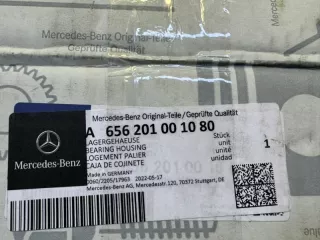 Mercedes-Benz Original-Teile /
Geprüfte Qualität
Mercedes-Benz Original-Teile/Geprüfte Qualität
A 656 201 00 10 80
LAGERGEHAEUSE
BEARING HOUSING
LOGEMENT PALIER
CAJA DE COJINETE
Stück
unit
unité
unidad
1
Made in GERMANY
2022-05-17
Mercedes-Benz AG, Mercedesstr.120, 70372 Stuttgart, DE
Mercedes-Benz